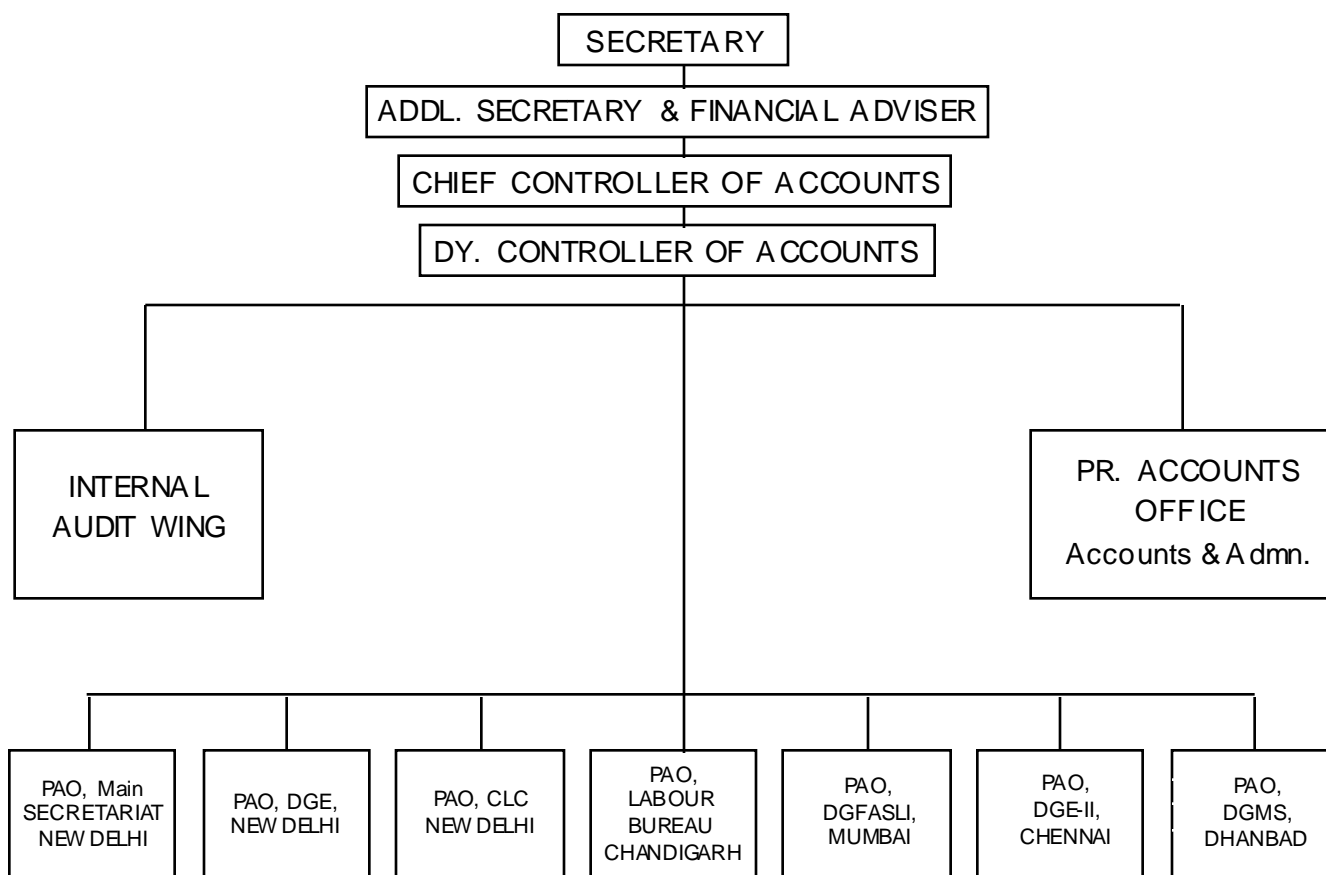 SECRETARY
ADDL. SECRETARY & FINANCIAL ADVISER
CHIEF CONTROLLER OF ACCOUNTS
DY. CONTROLLER OF ACCOUNTS
INTERNAL
AUDIT WING
PR. ACCOUNTS
OFFICE
Accounts & Admn.
PAO, Main
SECRETARIAT
NEW DELHI
PAO, DGE,
NEW DELHI
PAO, CLC
NEW DELHI
PAO,
LABOUR
BUREAU
CHANDIGARH
PAO,
DGFASLI,
MUMBAI
PAO,
DGE-II,
CHENNAI
PAO,
DGMS,
DHANBAD